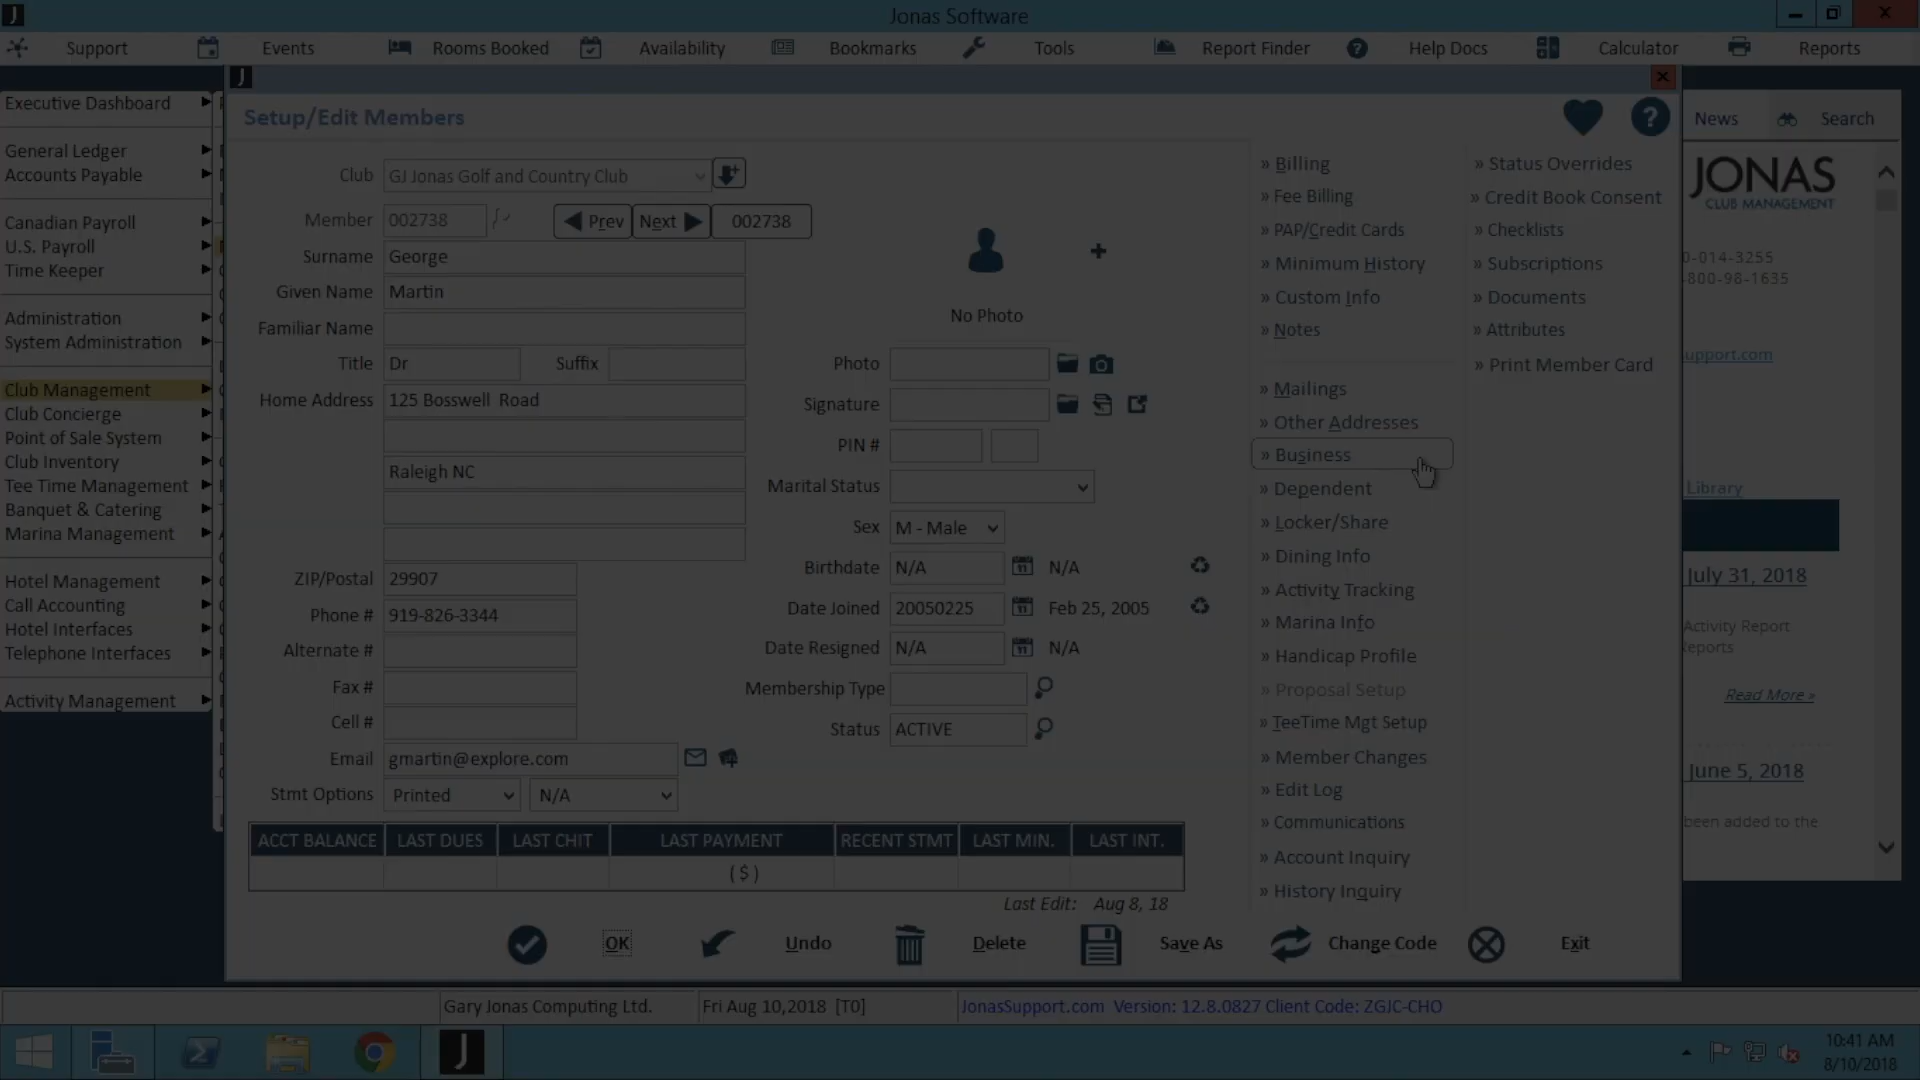 Jonas Software
Support Events Rooms Booked Availability Bookmarks Tools Report Finder Help Docs Calculator Reports
Executive Dashboard
General Ledger
Accounts Payable
Canadian Payroll
U.S. Payroll
Time Keeper
Administration
System Administration
Club Management
Club Concierge
Point of Sale System
Club Inventory
Tee Time Management
Banquet & Catering
Marina Management
Hotel Management
Call Accounting
Hotel Interfaces
Telephone Interfaces
Activity Management
Setup/Edit Members
Club GJ Jonas Golf and Country Club
Member 002738 Prev Next 002738
Surname George
Given Name Martin
Familiar Name
Title Dr Suffix
Home Address 125 Bosswell Road
Raleigh NC
ZIP/Postal 29907
Phone # 919-826-3344
Alternate #
Fax #
Cell #
Email gmartin@explore.com
Stmt Options Printed N/A
No Photo
Photo
Signature
PIN #
Marital Status
Sex M - Male
Birthdate N/A N/A
Date Joined 20050225 Feb 25, 2005
Date Resigned N/A N/A
Membership Type
Status ACTIVE
ACCT BALANCE LAST DUES LAST CHIT LAST PAYMENT RECENT STMT LAST MIN. LAST INT.
( $ )
Last Edit: Aug 8, 18
OK Undo Delete Save As Change Code Exit
» Billing
» Fee Billing
» PAP/Credit Cards
» Minimum History
» Custom Info
» Notes
» Mailings
» Other Addresses
» Business
» Dependent
» Locker/Share
» Dining Info
» Activity Tracking
» Marina Info
» Handicap Profile
» Proposal Setup
» TeeTime Mgt Setup
» Member Changes
» Edit Log
» Communications
» Account Inquiry
» History Inquiry
» Status Overrides
» Credit Book Consent
» Checklists
» Subscriptions
» Documents
» Attributes
» Print Member Card
News Search
JONAS
CLUB MANAGEMENT
0-014-3255
-800-98-1635
upport.com
Library
July 31, 2018
Activity Report
Reports
Read More »
June 5, 2018
been added to the
Gary Jonas Computing Ltd. Fri Aug 10,2018 [T0] JonasSupport.com Version: 12.8.0827 Client Code: ZGJC-CHO
10:41 AM
8/10/2018